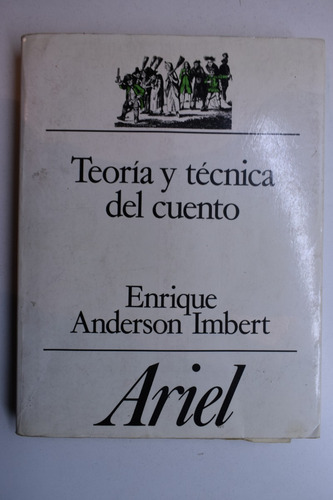 Teoría y técnica
del cuento
Enrique
Anderson Imbert
Ariel